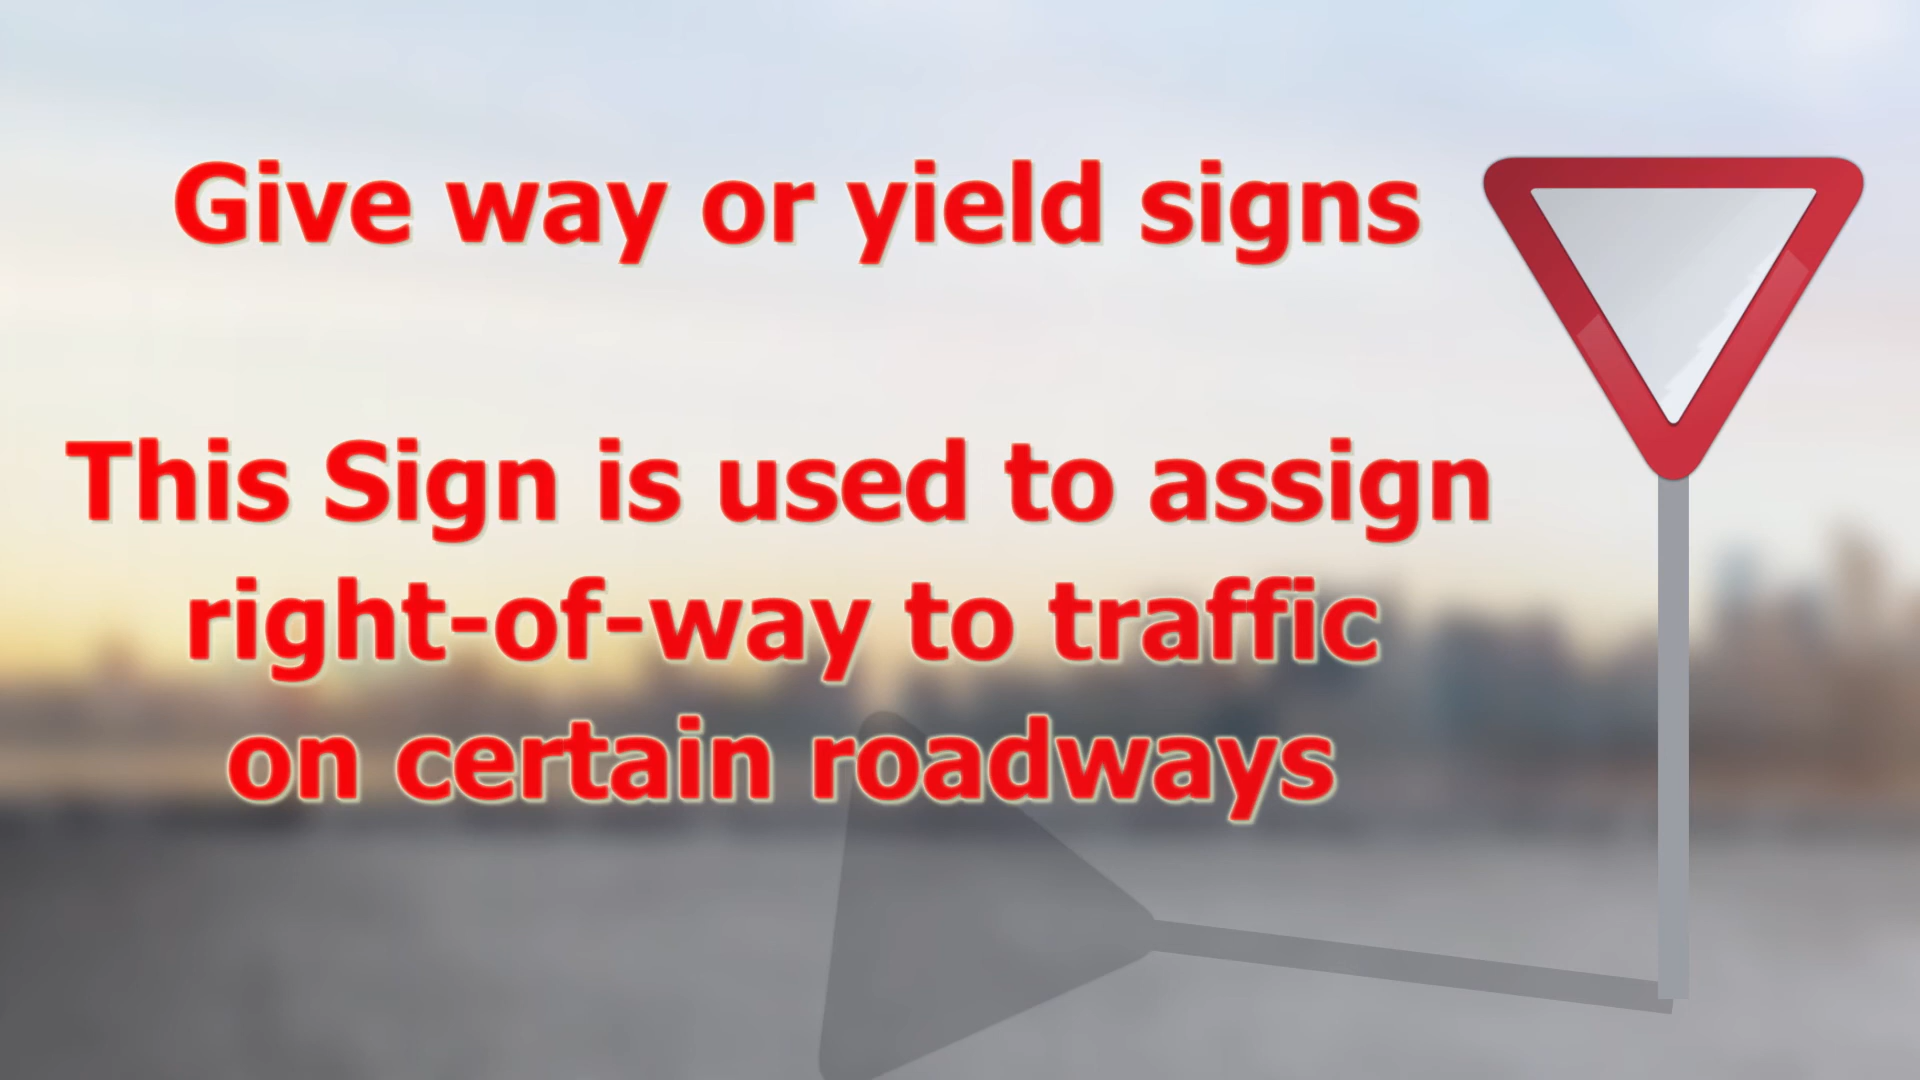 Give way or yield signs
This Sign is used to assign
right-of-way to traffic
on certain roadways